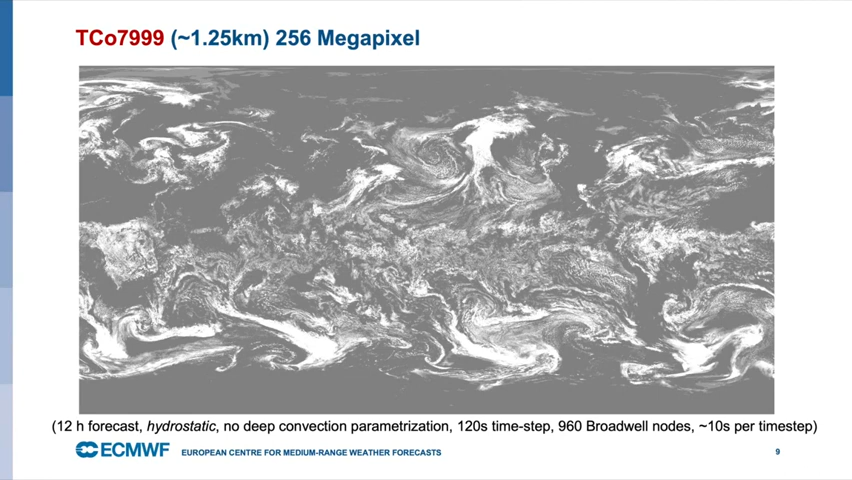 TCo7999 (~1.25km) 256 Megapixel
(12 h forecast, hydrostatic, no deep convection parametrization, 120s time-step, 960 Broadwell nodes, ~10s per timestep)
ECMWF EUROPEAN CENTRE FOR MEDIUM-RANGE WEATHER FORECASTS 9